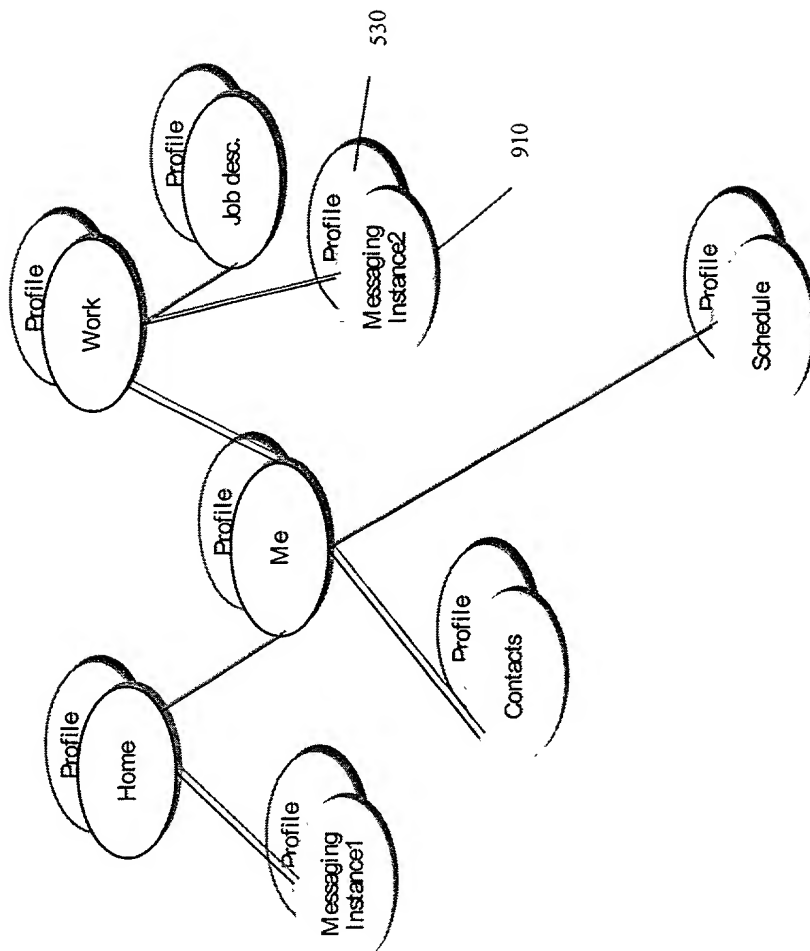 Profile
Home
Profile
Work
Profile
Me
Profile
Job desc.
Profile
Messaging
Instance1
Profile
Messaging
Instance2
530
910
Profile
Contacts
Profile
Schedule